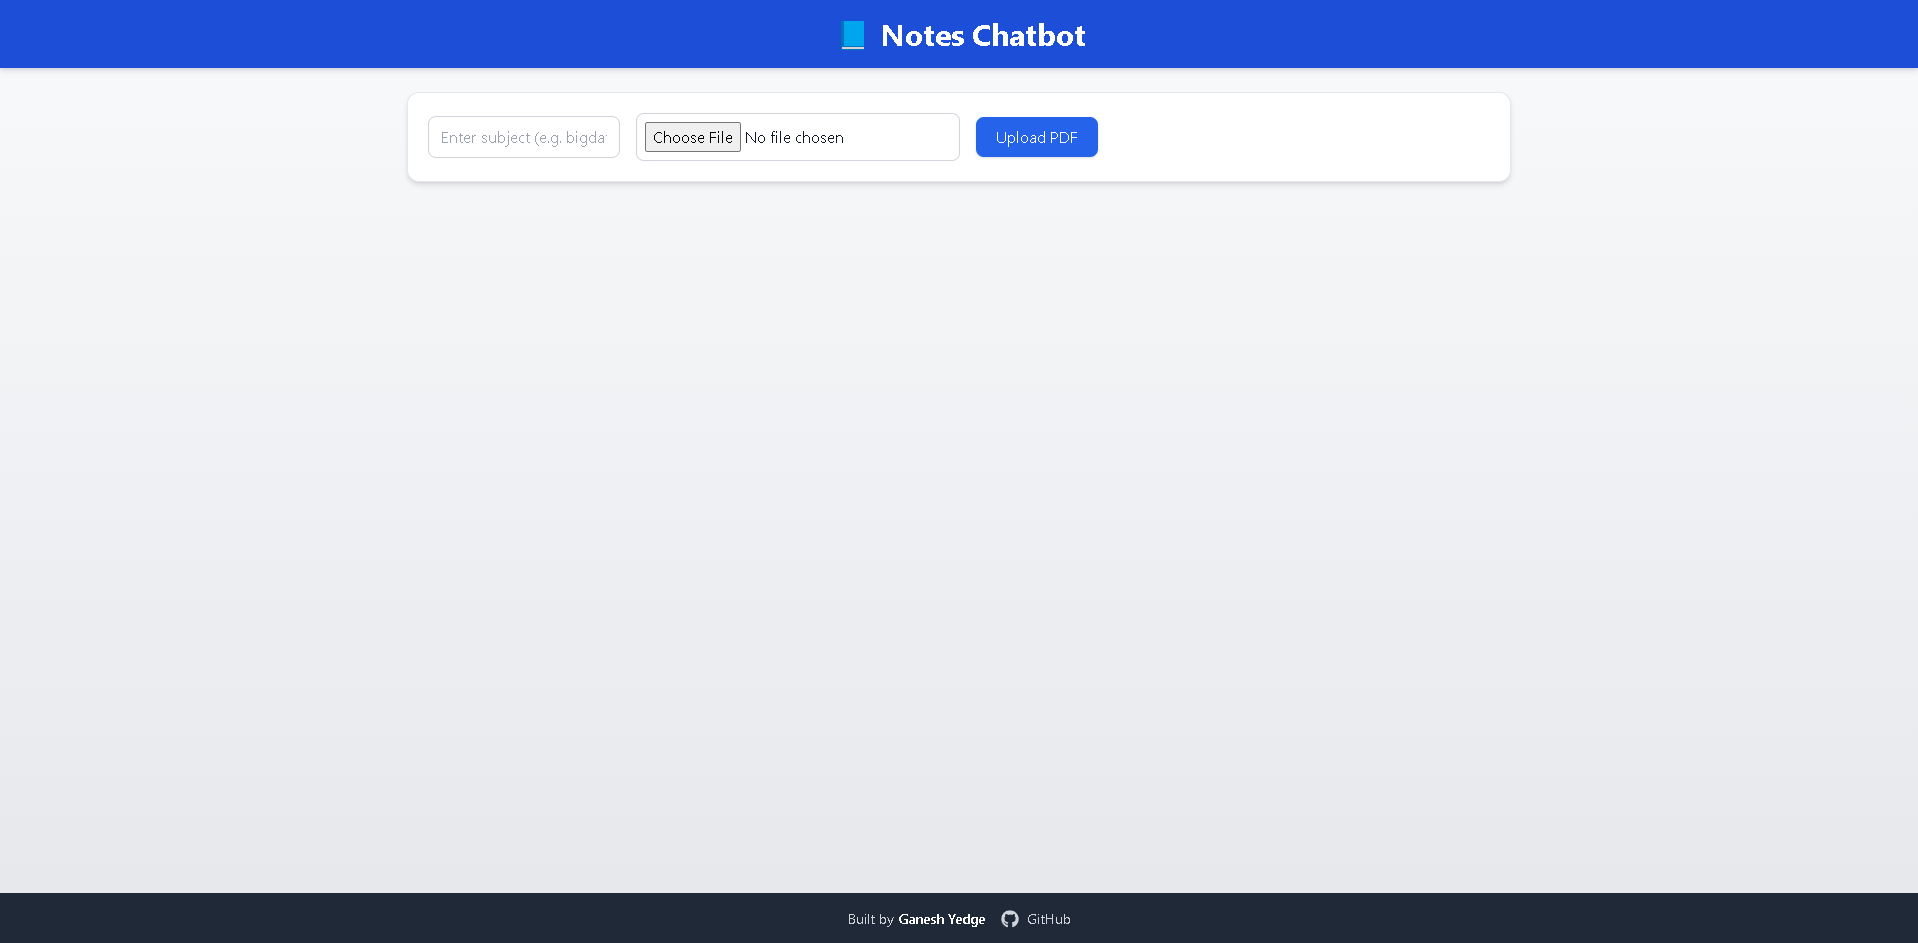 Notes Chatbot
Enter subject (e.g. bigda
Choose File No file chosen
Upload PDF
Built by Ganesh Yedge GitHub